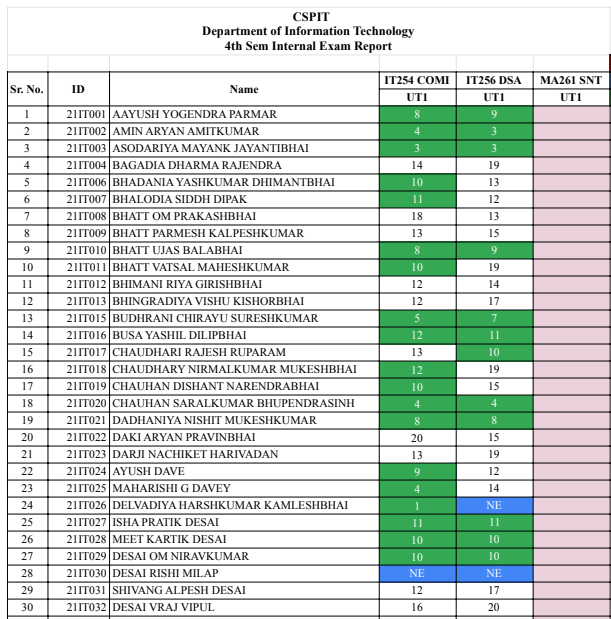 CSPIT
Department of Information Technology
4th Sem Internal Exam Report
Sr. No. ID Name IT254 COMI IT256 DSA MA261 SNT
UT1 UT1 UT1
1 21IT001 AAYUSH YOGENDRA PARMAR 8 9
2 21IT002 AMIN ARYAN AMITKUMAR 4 3
3 21IT003 ASODARIYA MAYANK JAYANTIBHAI 3 3
4 21IT004 BAGADIA DHARMA RAJENDRA 14 19
5 21IT006 BHADANIA YASHKUMAR DHIMANTBHAI 10 13
6 21IT007 BHALODIA SIDDH DIPAK 11 12
7 21IT008 BHATT OM PRAKASHBHAI 18 13
8 21IT009 BHATT PARMESH KALPESHKUMAR 13 15
9 21IT010 BHATT UJAS BALABHAI 8 9
10 21IT011 BHATT VATSAL MAHESHKUMAR 10 19
11 21IT012 BHIMANI RIYA GIRISHBHAI 12 14
12 21IT013 BHINGRADIYA VISHU KISHORBHAI 12 17
13 21IT015 BUDHRANI CHIRAYU SURESHKUMAR 5 7
14 21IT016 BUSA YASHIL DILIPBHAI 12 11
15 21IT017 CHAUDHARI RAJESH RUPARAM 13 10
16 21IT018 CHAUDHARY NIRMALKUMAR MUKESHBHAI 12 19
17 21IT019 CHAUHAN DISHANT NARENDRABHAI 10 15
18 21IT020 CHAUHAN SARALKUMAR BHUPENDRASINH 4 4
19 21IT021 DADHANIYA NISHIT MUKESHKUMAR 8 8
20 21IT022 DAKI ARYAN PRAVINBHAI 20 15
21 21IT023 DARJI NACHIKET HARIVADAN 13 19
22 21IT024 AYUSH DAVE 9 12
23 21IT025 MAHARISHI G DAVEY 4 14
24 21IT026 DELVADIYA HARSHKUMAR KAMLESHBHAI 1 NE
25 21IT027 ISHA PRATIK DESAI 11 11
26 21IT028 MEET KARTIK DESAI 10 10
27 21IT029 DESAI OM NIRAVKUMAR 10 10
28 21IT030 DESAI RISHI MILAP NE NE
29 21IT031 SHIVANG ALPESH DESAI 12 17
30 21IT032 DESAI VRAJ VIPUL 16 20